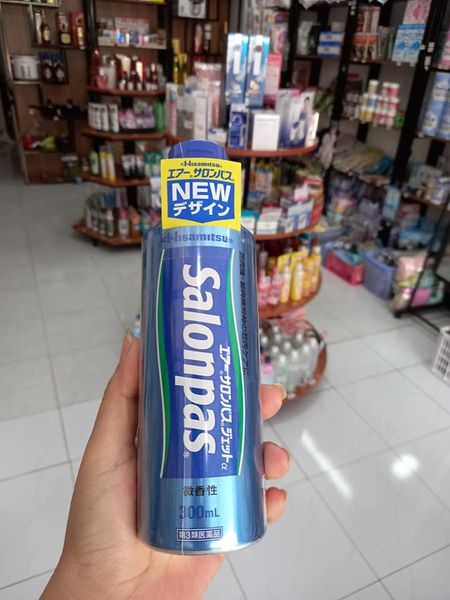 Hisamitsu
エアー®サロンパス®
NEW
デザイン
Hisamitsu®
Salonpas®
エアー®サロンパス®ジェットα
微香性
300mL
第3類医薬品